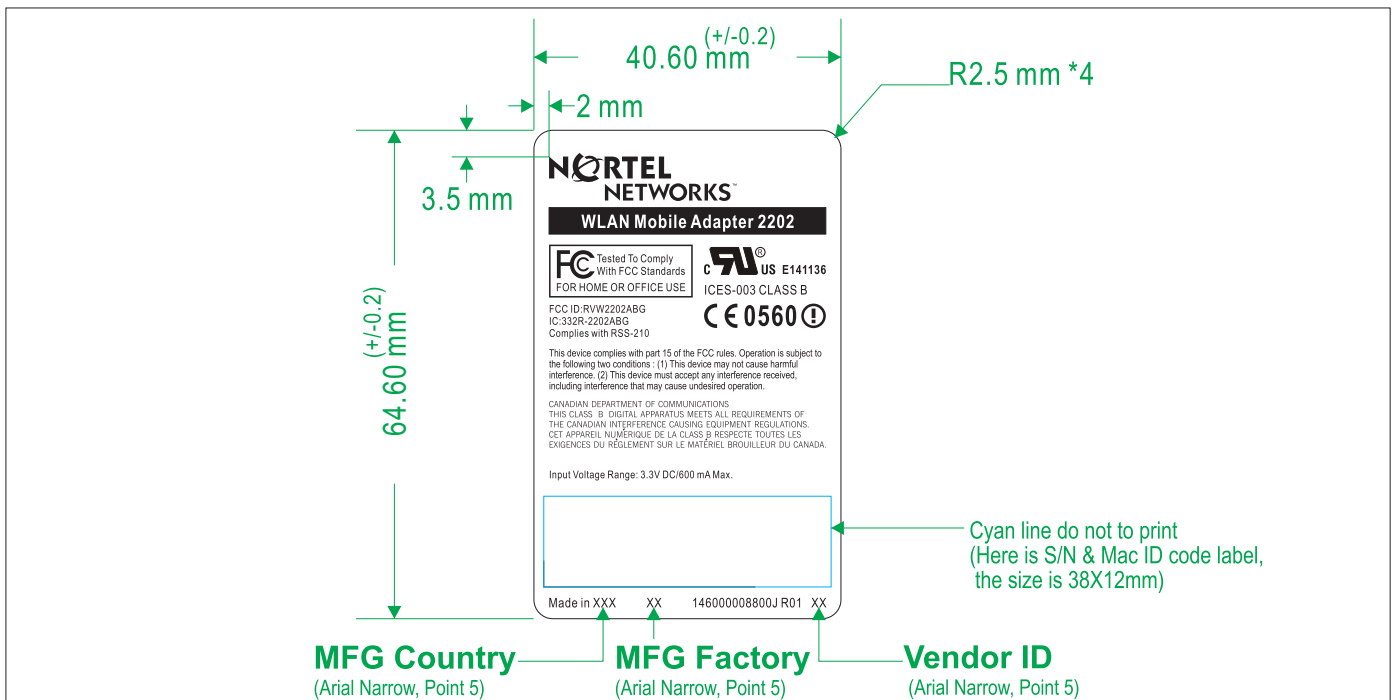 (+/-0.2)
40.60 mm
R2.5 mm *4
2 mm
3.5 mm
(+/-0.2)
64.60 mm
NORTEL
NETWORKS™
WLAN Mobile Adapter 2202
FC Tested To Comply
With FCC Standards
FOR HOME OR OFFICE USE
C UR® US E141136
ICES-003 CLASS B
CE 0560
FCC ID:RVW2202ABG
IC:332R-2202ABG
Complies with RSS-210
This device complies with part 15 of the FCC rules. Operation is subject to
the following two conditions : (1) This device may not cause harmful
interference. (2) This device must accept any interference received,
including interference that may cause undesired operation.
CANADIAN DEPARTMENT OF COMMUNICATIONS
THIS CLASS B DIGITAL APPARATUS MEETS ALL REQUIREMENTS OF
THE CANADIAN INTERFERENCE CAUSING EQUIPMENT REGULATIONS.
CET APPAREIL NUMÉRIQUE DE LA CLASS B RESPECTE TOUTES LES
EXIGENCES DU RÉGLEMENT SUR LE MATÉRIEL BROUILLEUR DU CANADA.
Input Voltage Range: 3.3V DC/600 mA Max.
Cyan line do not to print
(Here is S/N & Mac ID code label,
the size is 38X12mm)
Made in XXX XX 146000008800J R01 XX
MFG Country
(Arial Narrow, Point 5)
MFG Factory
(Arial Narrow, Point 5)
Vendor ID
(Arial Narrow, Point 5)